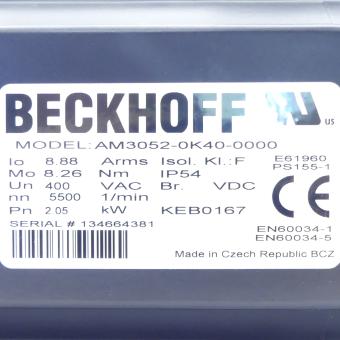 BECKHOFF
us
MODEL: AM3052-0K40-0000
Io 8.88 Arms Isol. Kl.: F E61960
Mo 8.26 Nm IP54 PS155-1
Un 400 VAC Br. VDC
nn 5500 1/min
Pn 2.05 kW KEB0167 CE
SERIAL # 134664381 EN60034-1
EN60034-5
Made in Czech Republic BCZ